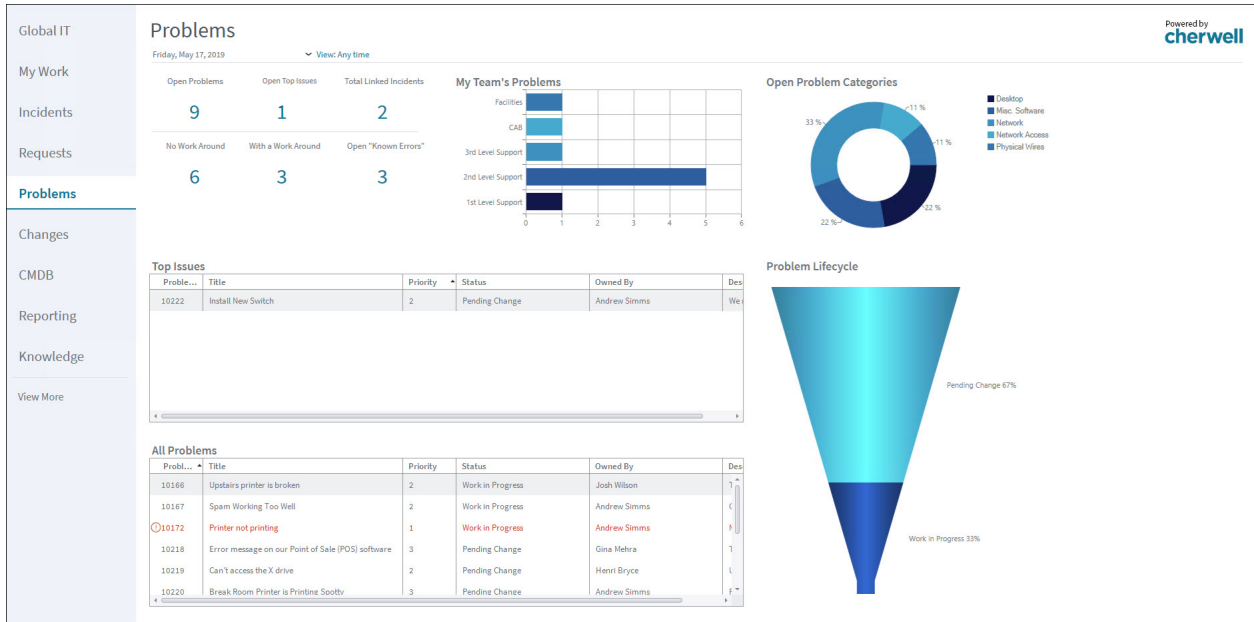 Global IT
My Work
Incidents
Requests
Problems
Changes
CMDB
Reporting
Knowledge
View More
Problems
Friday, May 17, 2019
View: Any time
Powered by
cherwell
Open Problems Open Top Issues Total Linked Incidents
9 1 2
No Work Around With a Work Around Open "Known Errors"
6 3 3
My Team's Problems
Facilities
CAB
3rd Level Support
2nd Level Support
1st Level Support
0 1 2 3 4 5 6
Open Problem Categories
33 %
11 %
11 %
22 %
22 %
Desktop
Misc. Software
Network
Network Access
Physical Wires
Top Issues
Proble... Title Priority Status Owned By Des
10222 Install New Switch 2 Pending Change Andrew Simms We
All Problems
Probl... Title Priority Status Owned By Des
10166 Upstairs printer is broken 2 Work in Progress Josh Wilson
10167 Spam Working Too Well 2 Work in Progress Andrew Simms
10172 Printer not printing 1 Work in Progress Andrew Simms
10218 Error message on our Point of Sale (POS) software 3 Pending Change Gina Mehra
10219 Can't access the X drive 2 Pending Change Henri Bryce
10220 Break Room Printer is Printing Spotty 3 Pending Change Andrew Simms
Problem Lifecycle
Pending Change 67%
Work in Progress 33%